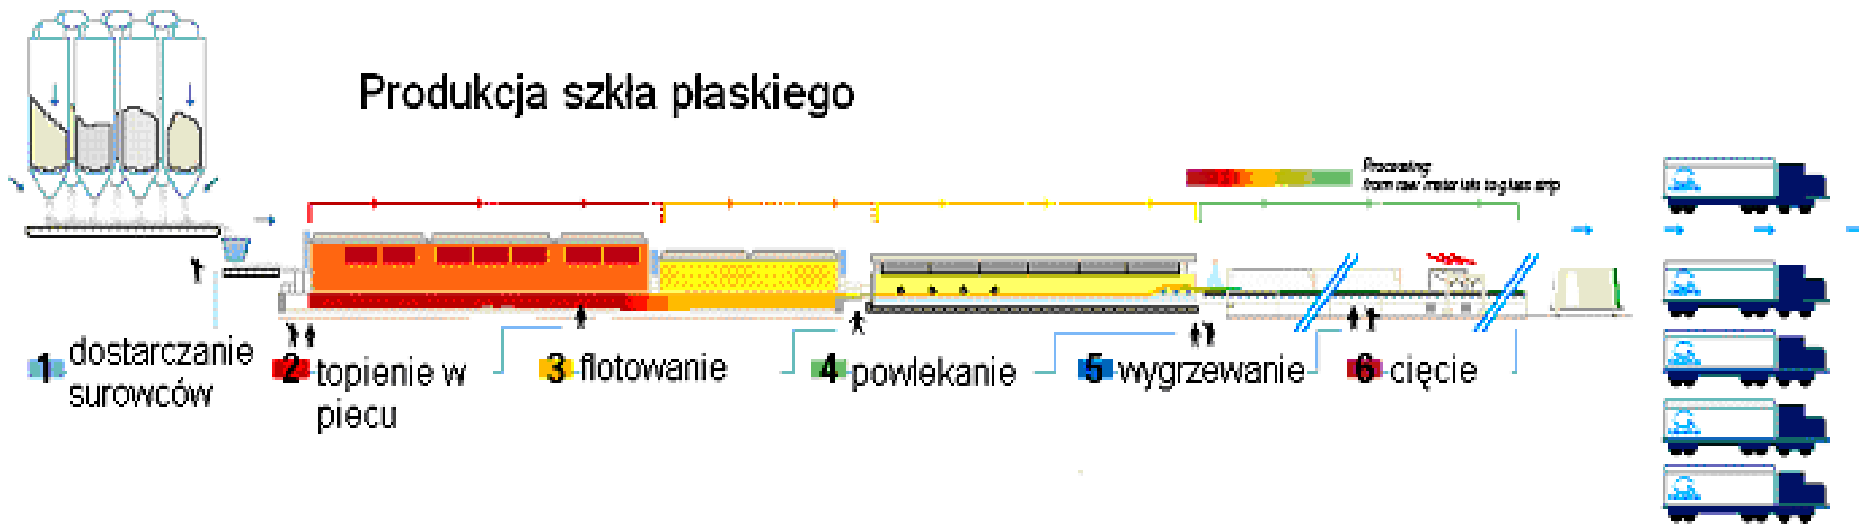 Produkcja szkła płaskiego
Processing
from raw materials to glass strip
1 dostarczanie
surowców
2 topienie w
piecu
3 flotowanie
4 powlekanie
5 wygrzewanie
6 cięcie